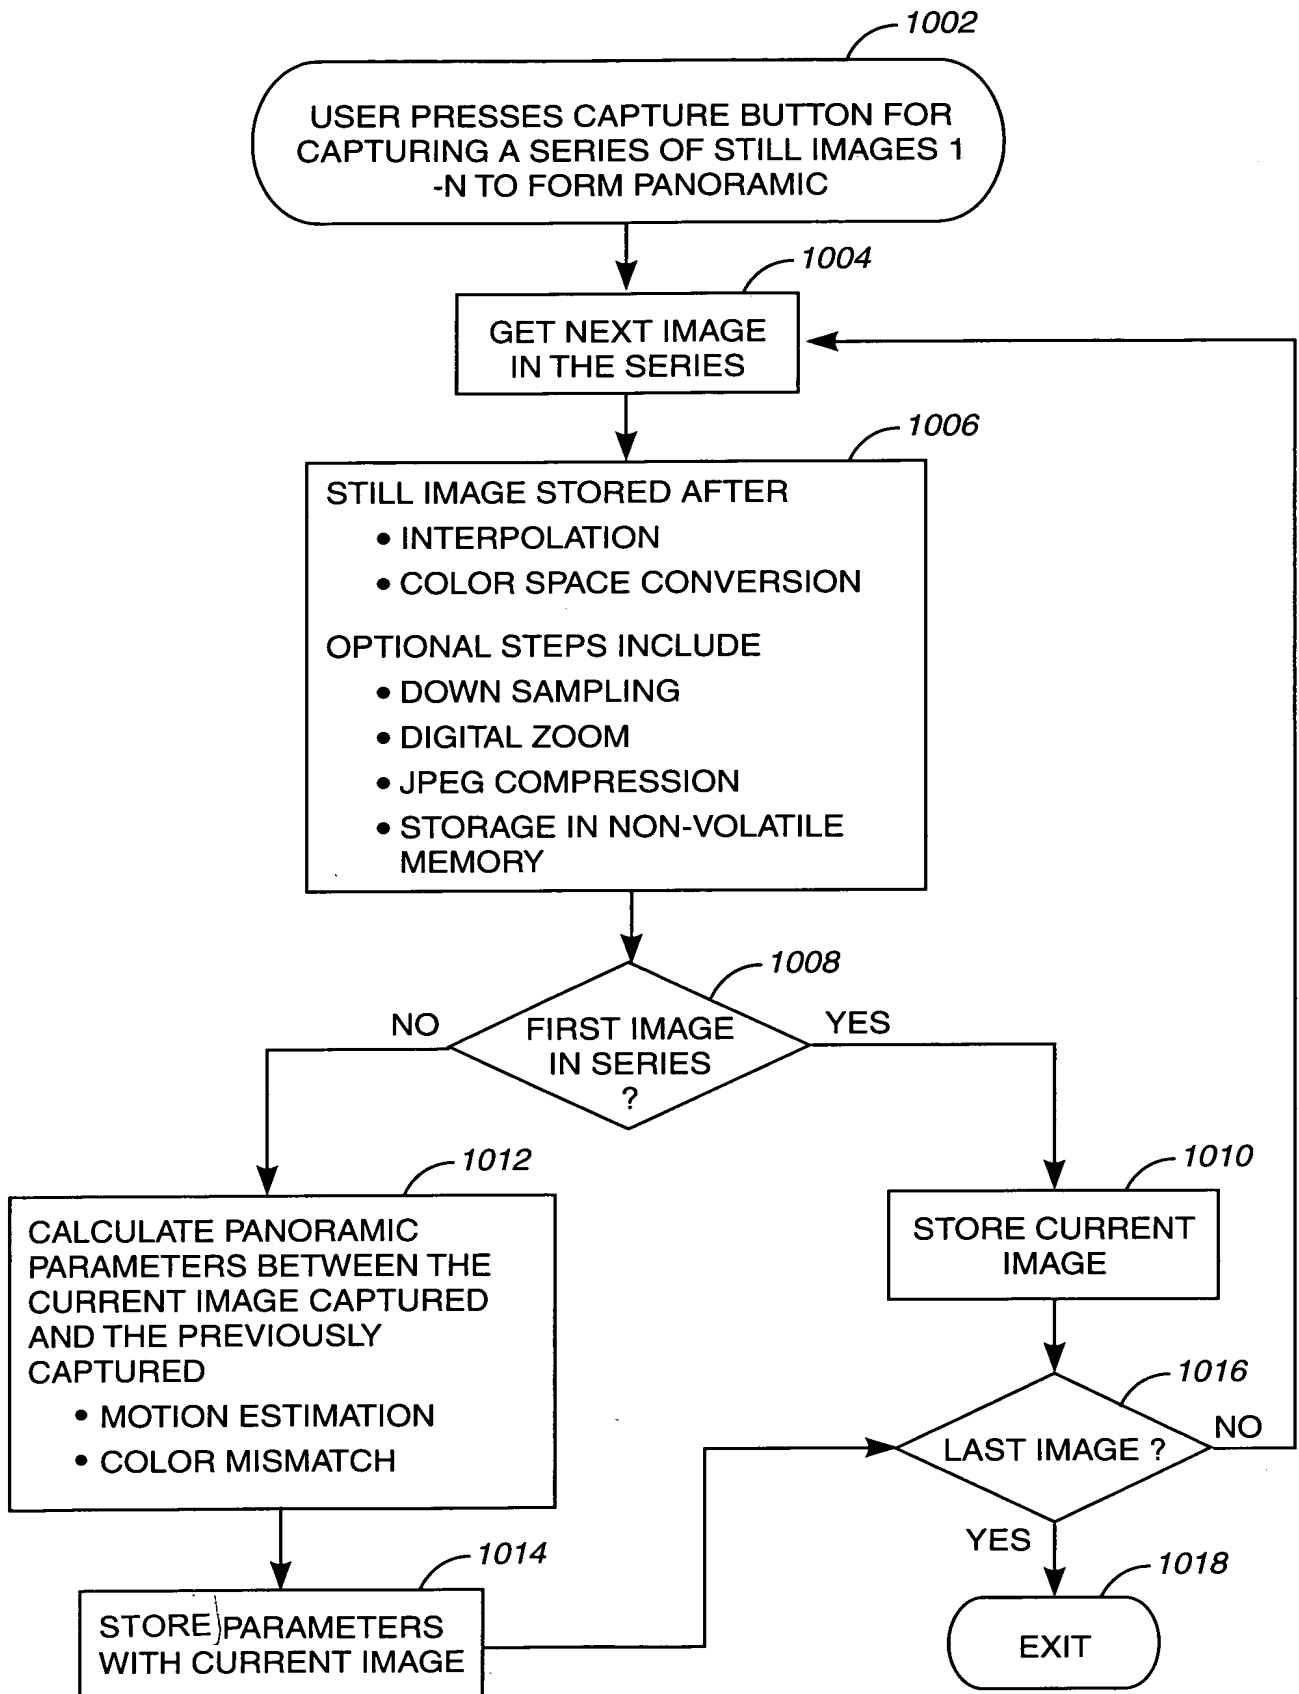 1002
USER PRESSES CAPTURE BUTTON FOR
CAPTURING A SERIES OF STILL IMAGES 1
-N TO FORM PANORAMIC
1004
GET NEXT IMAGE
IN THE SERIES
1006
STILL IMAGE STORED AFTER
• INTERPOLATION
• COLOR SPACE CONVERSION
OPTIONAL STEPS INCLUDE
• DOWN SAMPLING
• DIGITAL ZOOM
• JPEG COMPRESSION
• STORAGE IN NON-VOLATILE
MEMORY
1008
NO
FIRST IMAGE
IN SERIES
?
YES
1012
CALCULATE PANORAMIC
PARAMETERS BETWEEN THE
CURRENT IMAGE CAPTURED
AND THE PREVIOUSLY
CAPTURED
• MOTION ESTIMATION
• COLOR MISMATCH
1010
STORE CURRENT
IMAGE
1016
LAST IMAGE ?
NO
YES
1014
STORE PARAMETERS
WITH CURRENT IMAGE
1018
EXIT